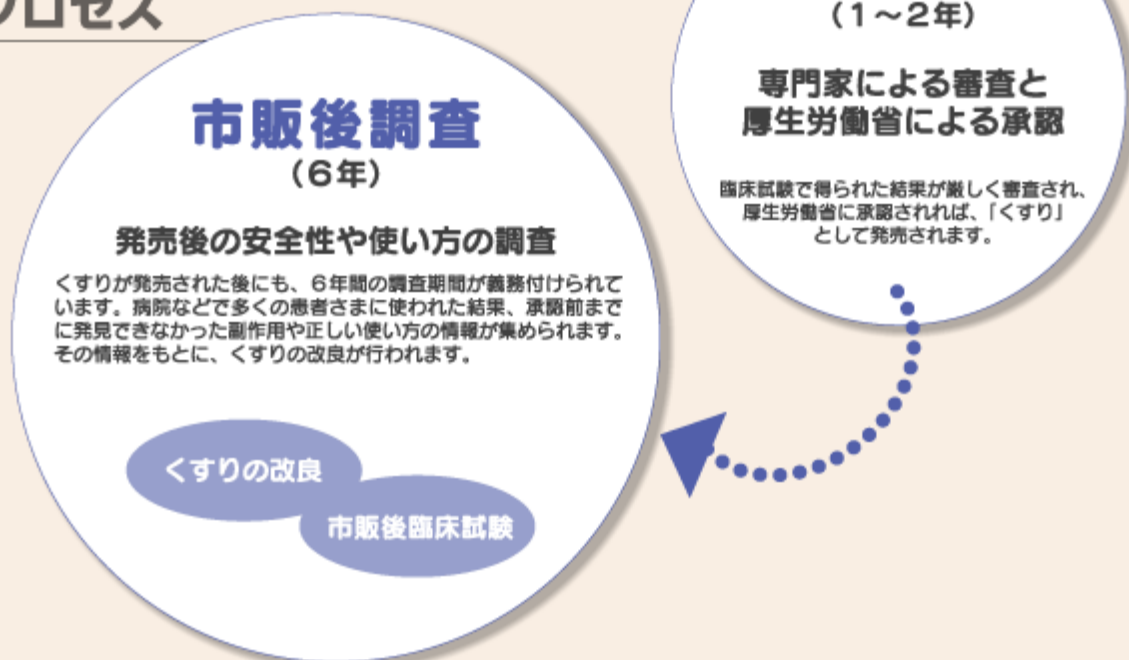 プロセス
市販後調査
(6年)
発売後の安全性や使い方の調査
くすりが発売された後にも、6年間の調査期間が義務付けられて
います。病院などで多くの患者さまに使われた結果、承認前まで
に発見できなかった副作用や正しい使い方の情報が集められます。
その情報をもとに、くすりの改良が行われます。
くすりの改良
市販後臨床試験
(1～2年)
専門家による審査と
厚生労働省による承認
臨床試験で得られた結果が厳しく審査され、
厚生労働省に承認されれば、「くすり」
として発売されます。